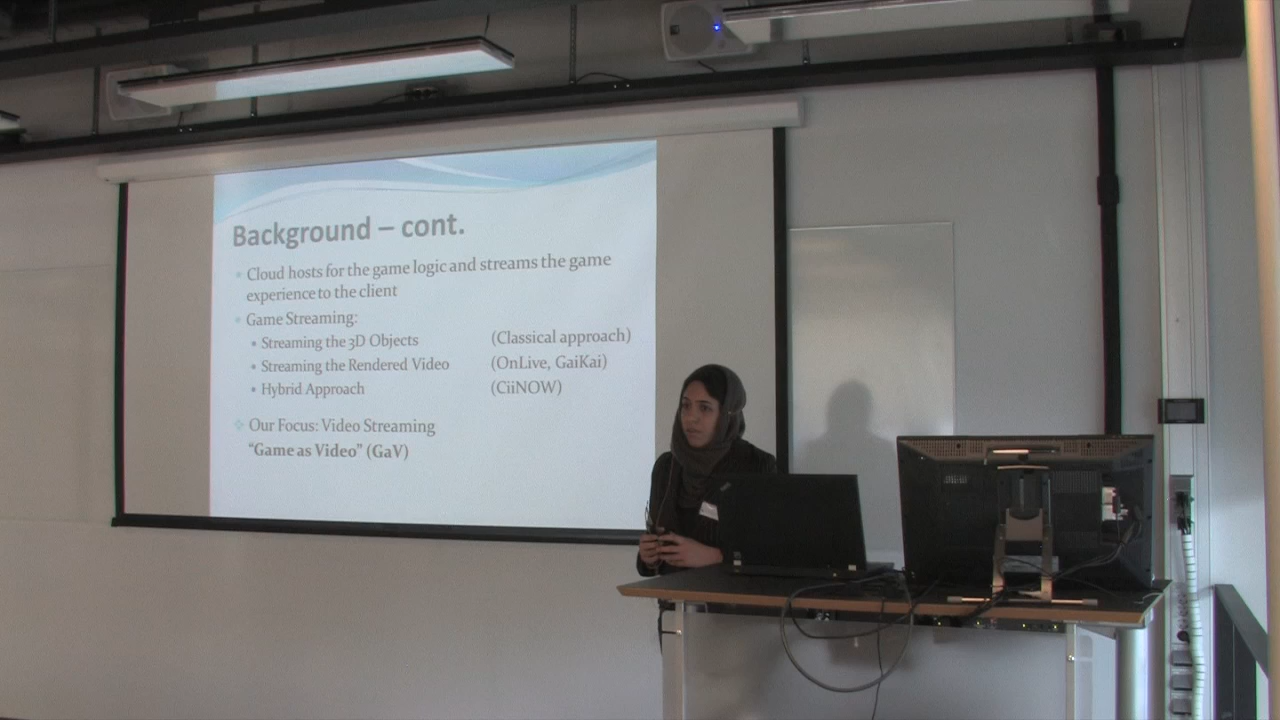 Background – cont.
Cloud hosts for the game logic and streams the game
experience to the client
Game Streaming:
Streaming the 3D Objects (Classical approach)
Streaming the Rendered Video (OnLive, GaiKai)
Hybrid Approach (CiiNOW)
Our Focus: Video Streaming
“Game as Video” (GaV)